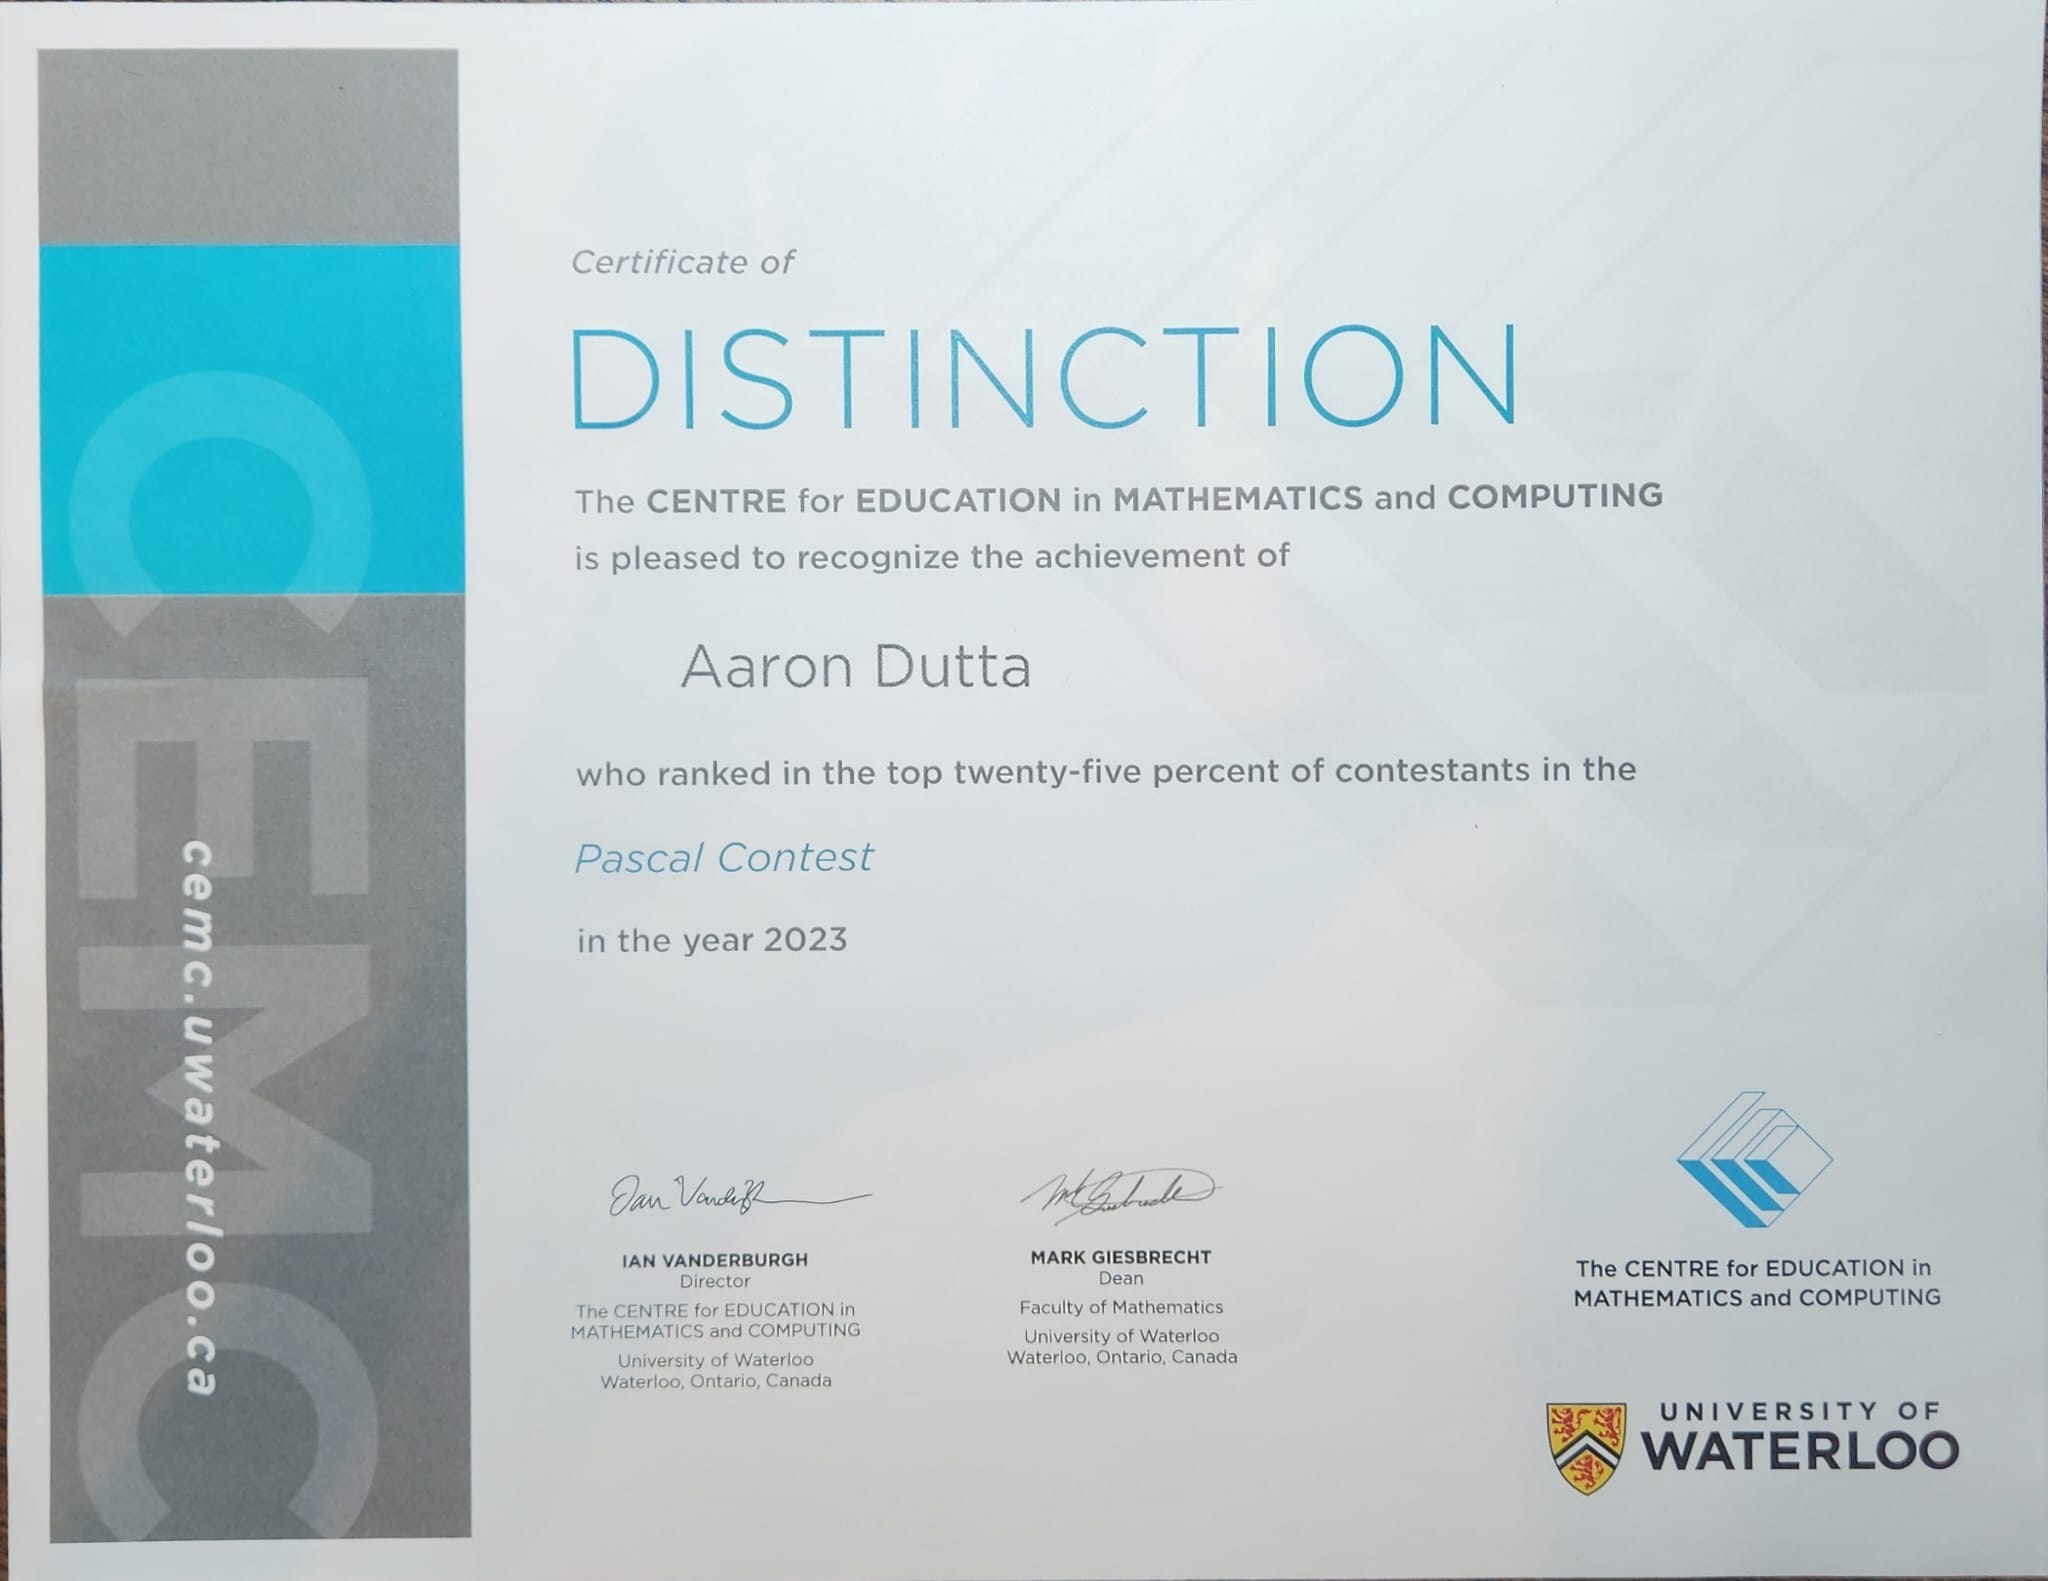 CEMC
cemc.uwaterloo.ca
Certificate of
DISTINCTION
The CENTRE for EDUCATION in MATHEMATICS and COMPUTING
is pleased to recognize the achievement of
Aaron Dutta
who ranked in the top twenty-five percent of contestants in the
Pascal Contest
in the year 2023
IAN VANDERBURGH
Director
The CENTRE for EDUCATION in
MATHEMATICS and COMPUTING
University of Waterloo
Waterloo, Ontario, Canada
MARK GIESBRECHT
Dean
Faculty of Mathematics
University of Waterloo
Waterloo, Ontario, Canada
The CENTRE for EDUCATION in
MATHEMATICS and COMPUTING
UNIVERSITY OF
WATERLOO